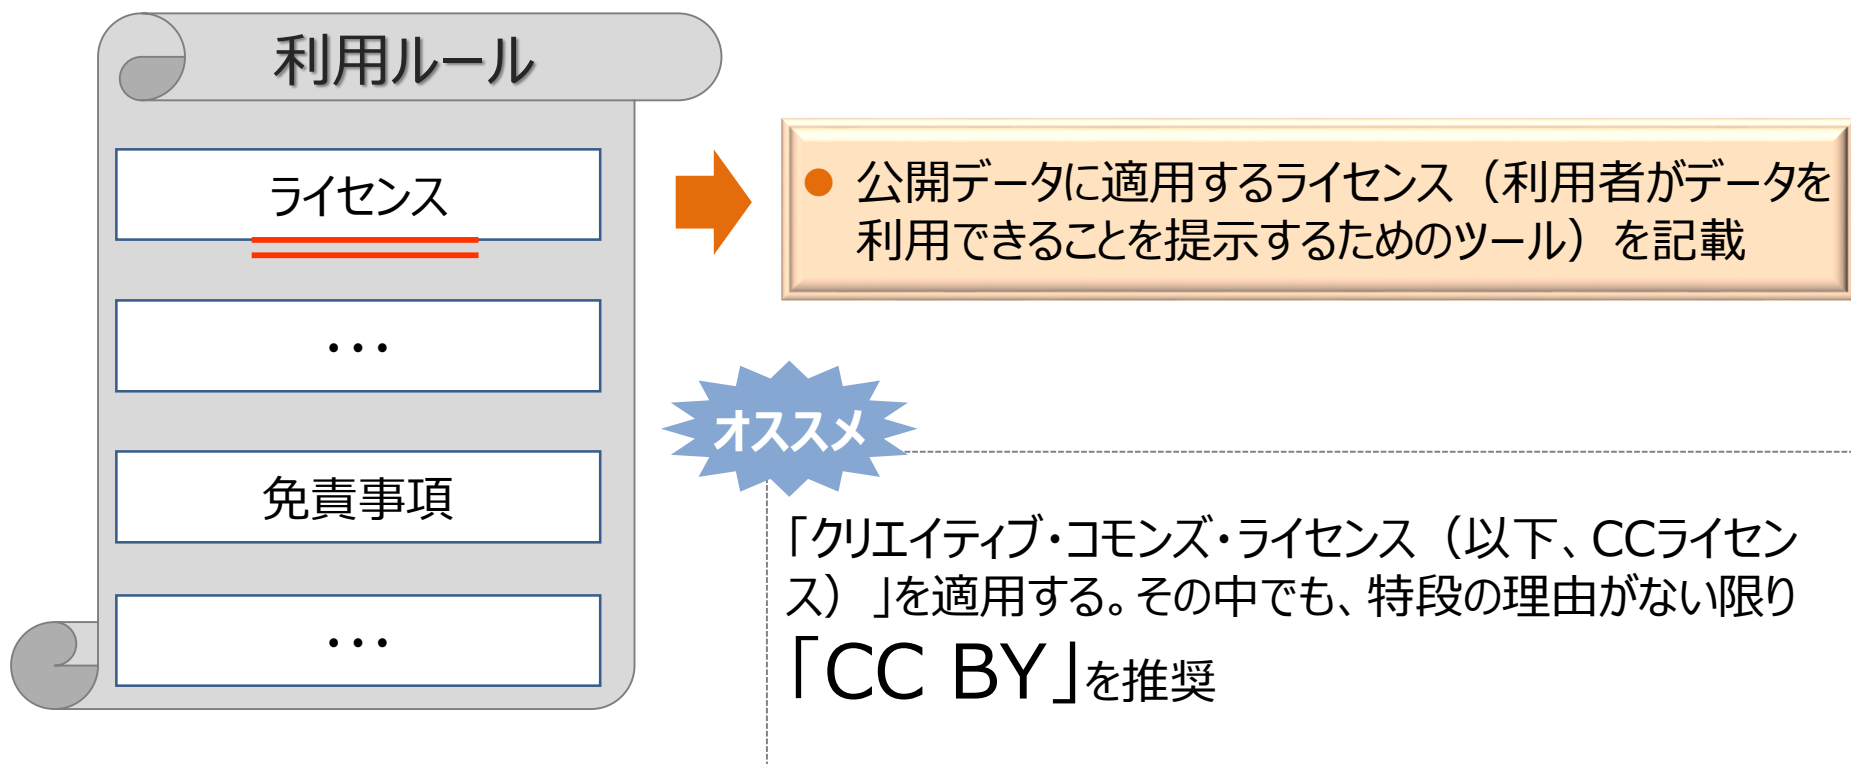 利用ルール
ライセンス
・・・
免責事項
・・・
● 公開データに適用するライセンス（利用者がデータを
利用できることを提示するためのツール）を記載
オススメ
「クリエイティブ・コモンズ・ライセンス（以下、CCライセン
ス）」を適用する。その中でも、特段の理由がない限り
「CC BY」を推奨